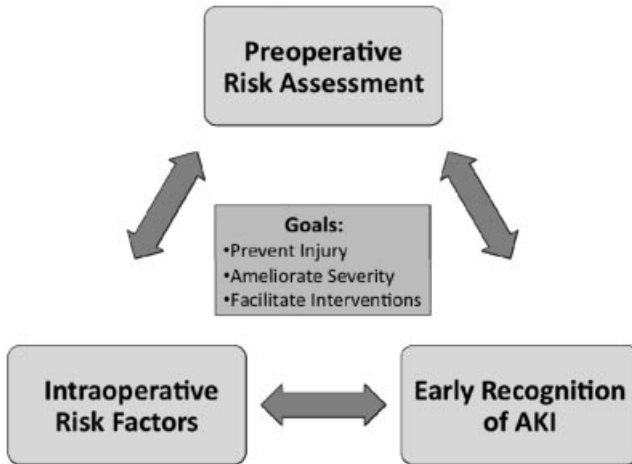 Preoperative
Risk Assessment
Goals:
•Prevent Injury
•Ameliorate Severity
•Facilitate Interventions
Intraoperative
Risk Factors
Early Recognition
of AKI